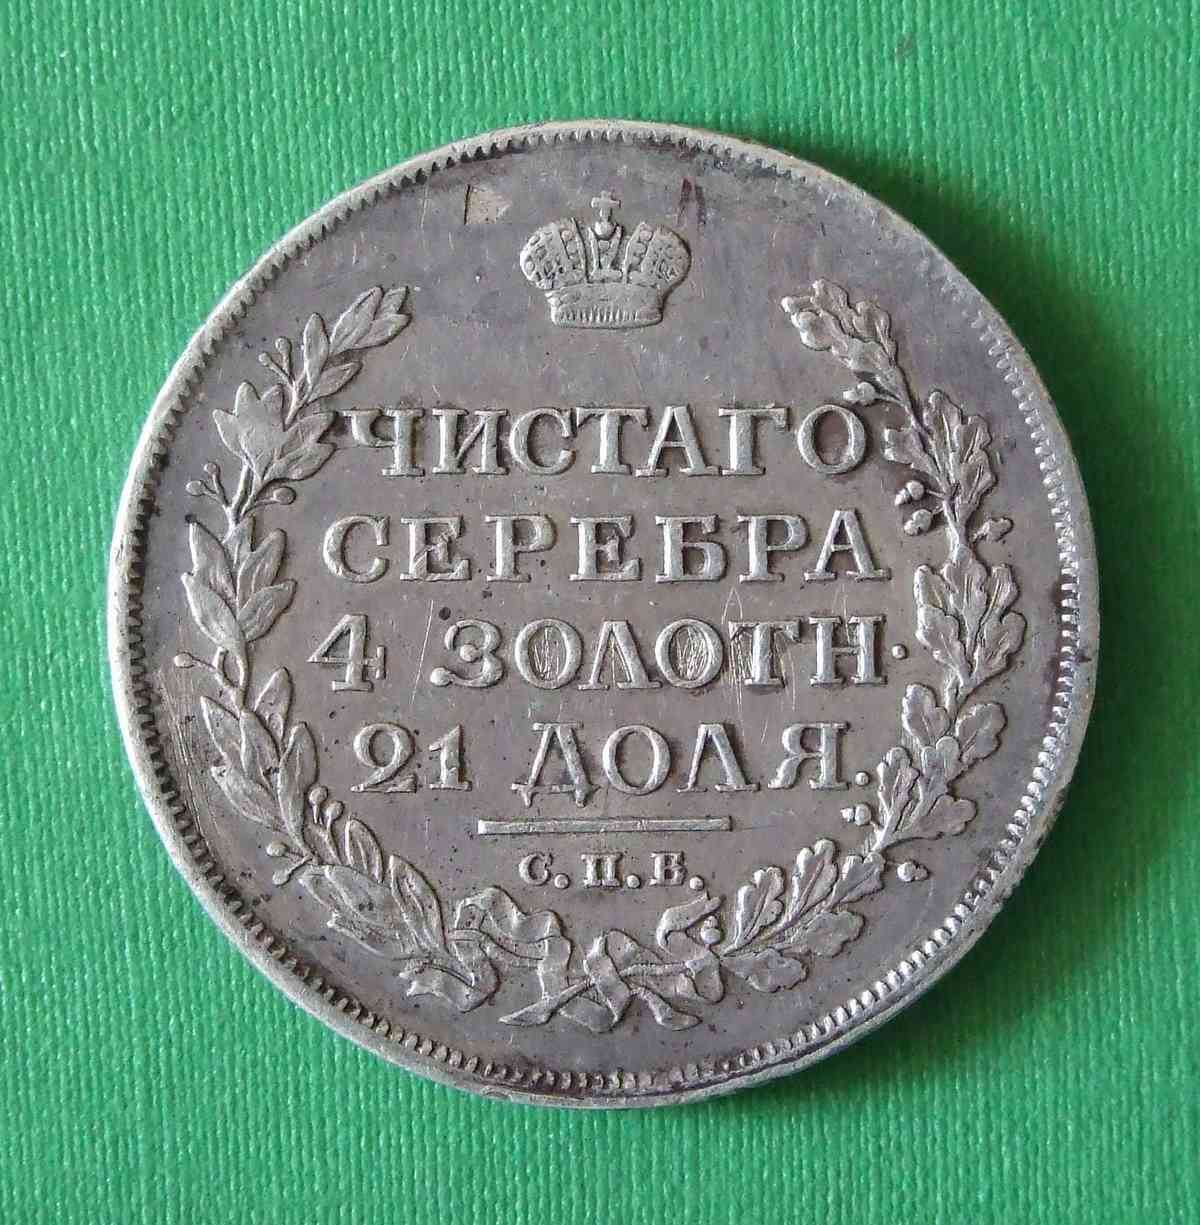 ЧИСТАГО
СЕРЕБРА
4 ЗОЛОТН·
21 ДОЛЯ.
С.П.Б.